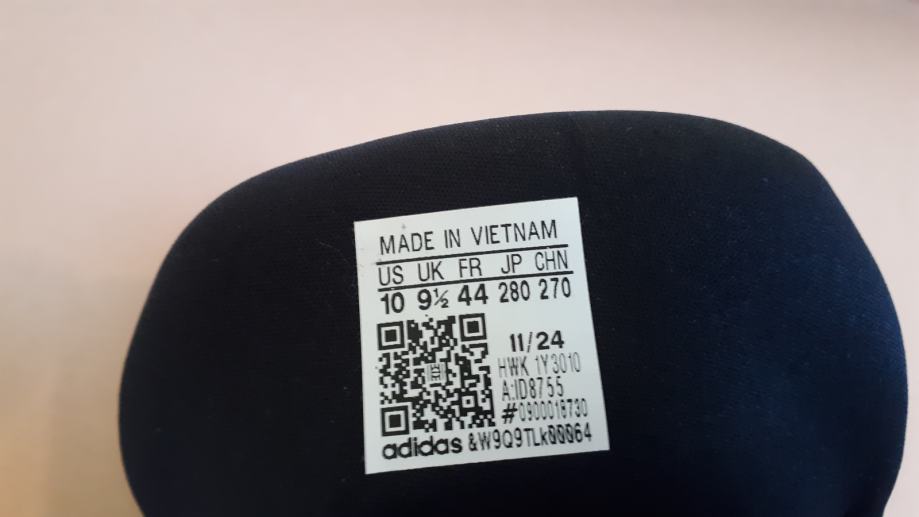 MADE IN VIETNAM
US UK FR JP CHN
10 9½ 44 280 270
11/24
HWK 1Y3010
A:ID8755
#0900018730
adidas &W9Q9TLk00064